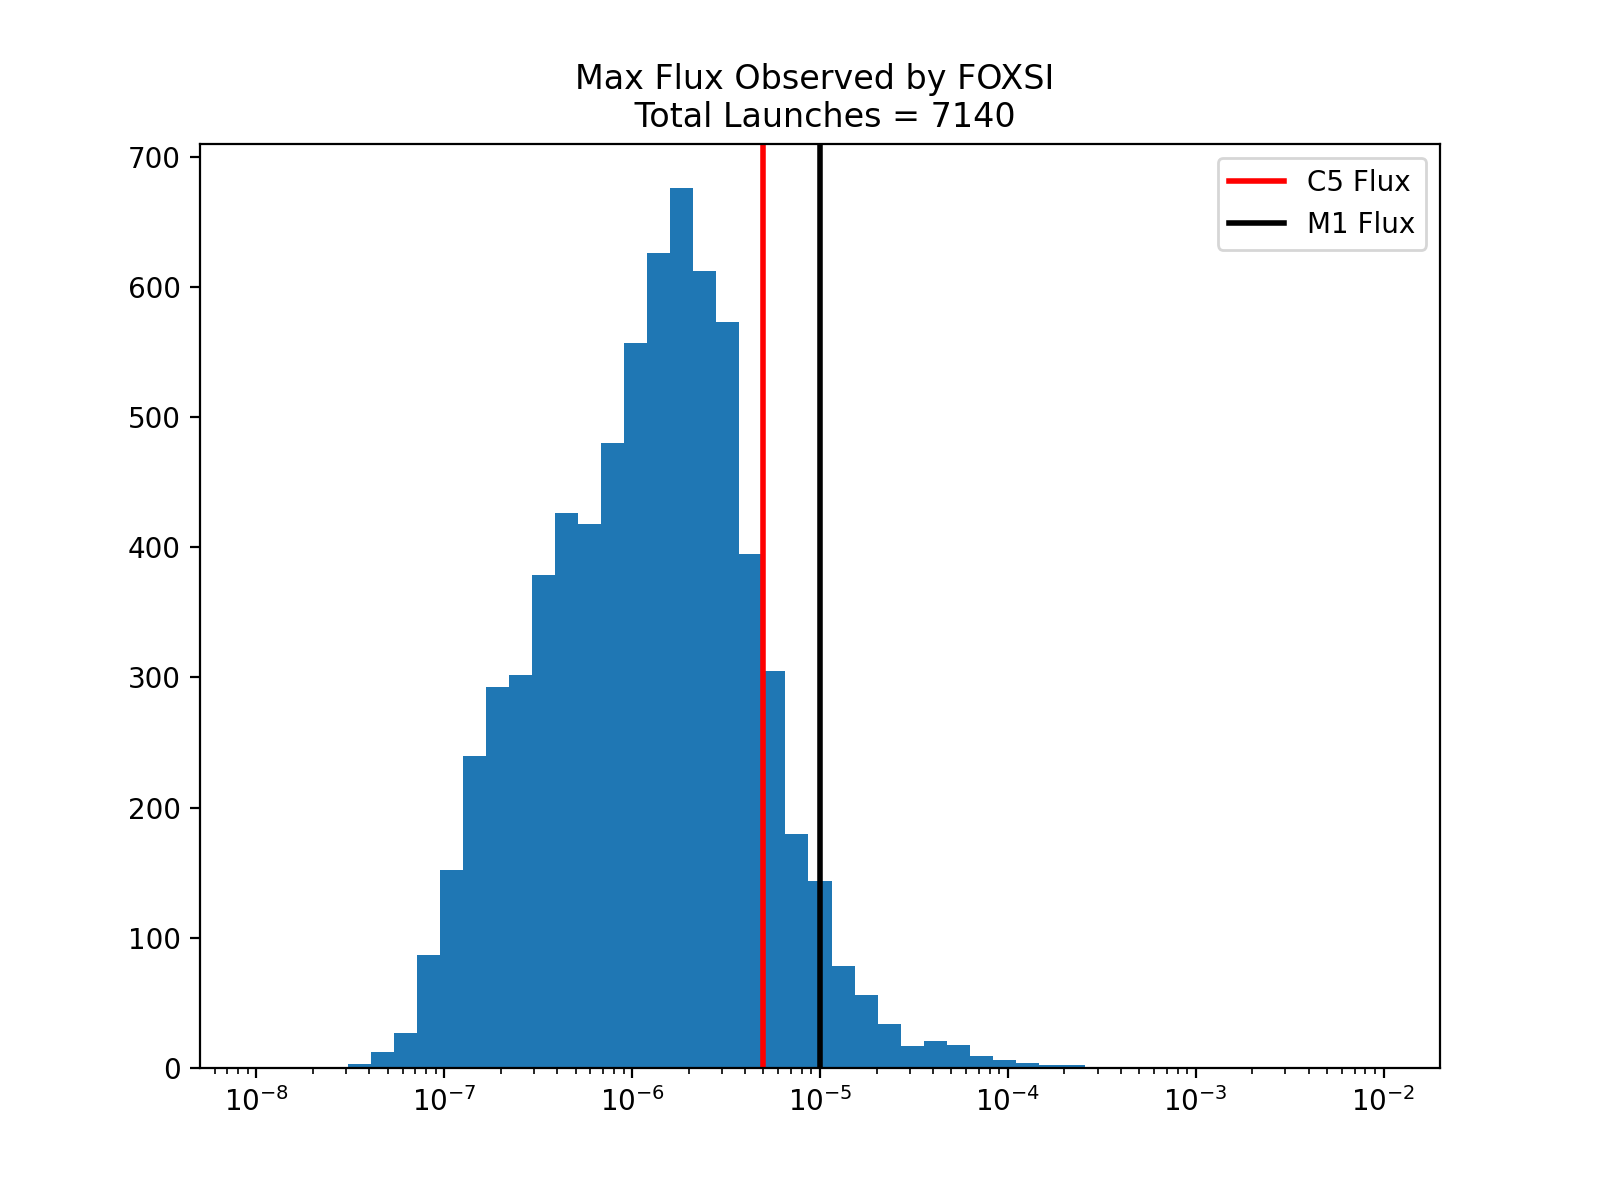 Max Flux Observed by FOXSI
Total Launches = 7140
700
600
500
400
300
200
100
0
C5 Flux
M1 Flux
10⁻⁸ 10⁻⁷ 10⁻⁶ 10⁻⁵ 10⁻⁴ 10⁻³ 10⁻²